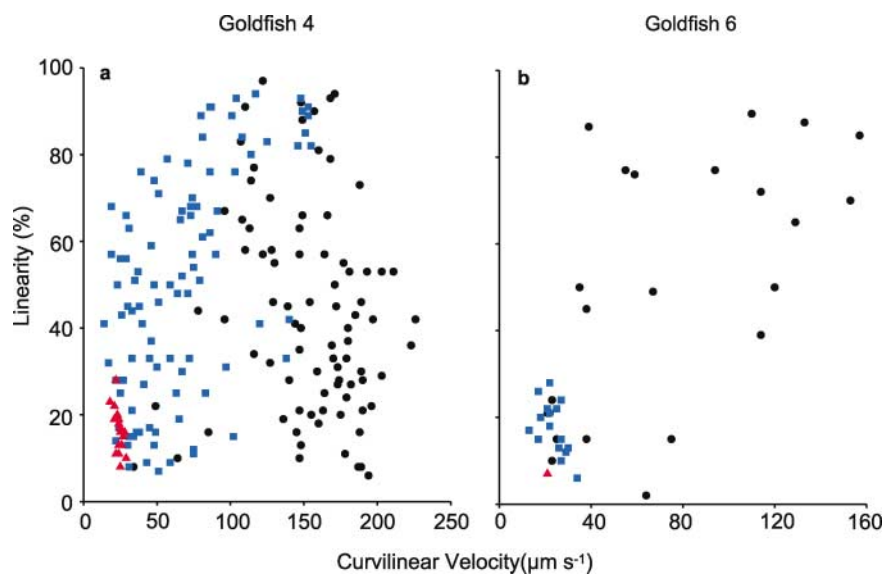 Goldfish 4
Goldfish 6
a
b
100
80
60
40
20
0
Linearity (%)
0 50 100 150 200 250
0 40 80 120 160
Curvilinear Velocity(μm s⁻¹)